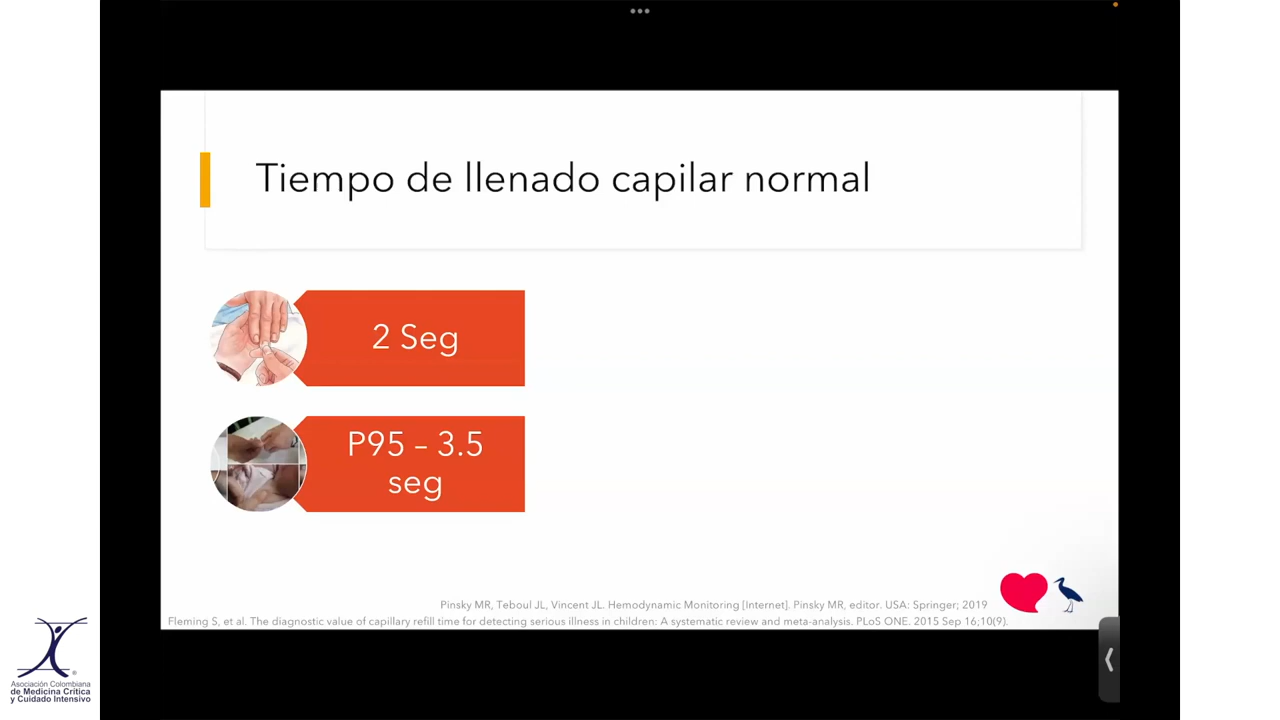 Tiempo de llenado capilar normal
2 Seg
P95 – 3.5
seg
Pinsky MR, Teboul JL, Vincent JL. Hemodynamic Monitoring [Internet]. Pinsky MR, editor. USA: Springer; 2019
Fleming S, et al. The diagnostic value of capillary refill time for detecting serious illness in children: A systematic review and meta-analysis. PLoS ONE. 2015 Sep 16;10(9).
Asociación Colombiana
de Medicina Crítica
y Cuidado Intensivo